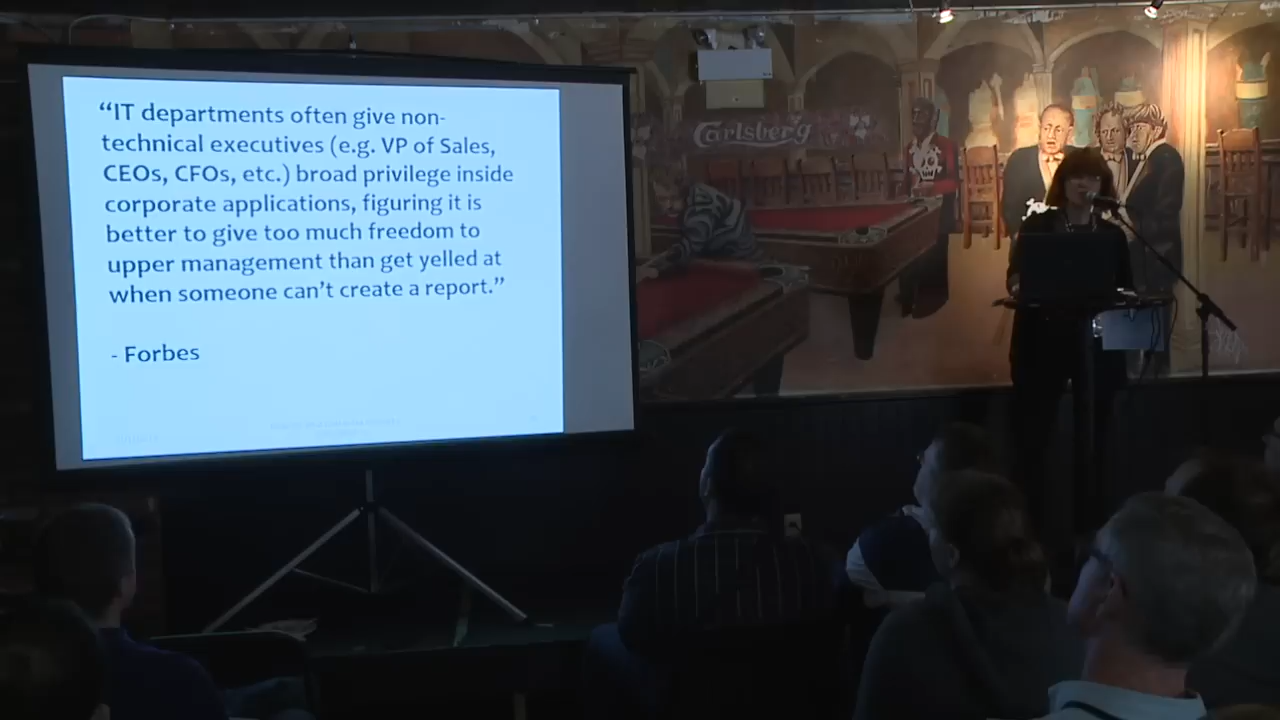 “IT departments often give non-
technical executives (e.g. VP of Sales,
CEOs, CFOs, etc.) broad privilege inside
corporate applications, figuring it is
better to give too much freedom to
upper management than get yelled at
when someone can’t create a report.”
- Forbes
Carlsberg